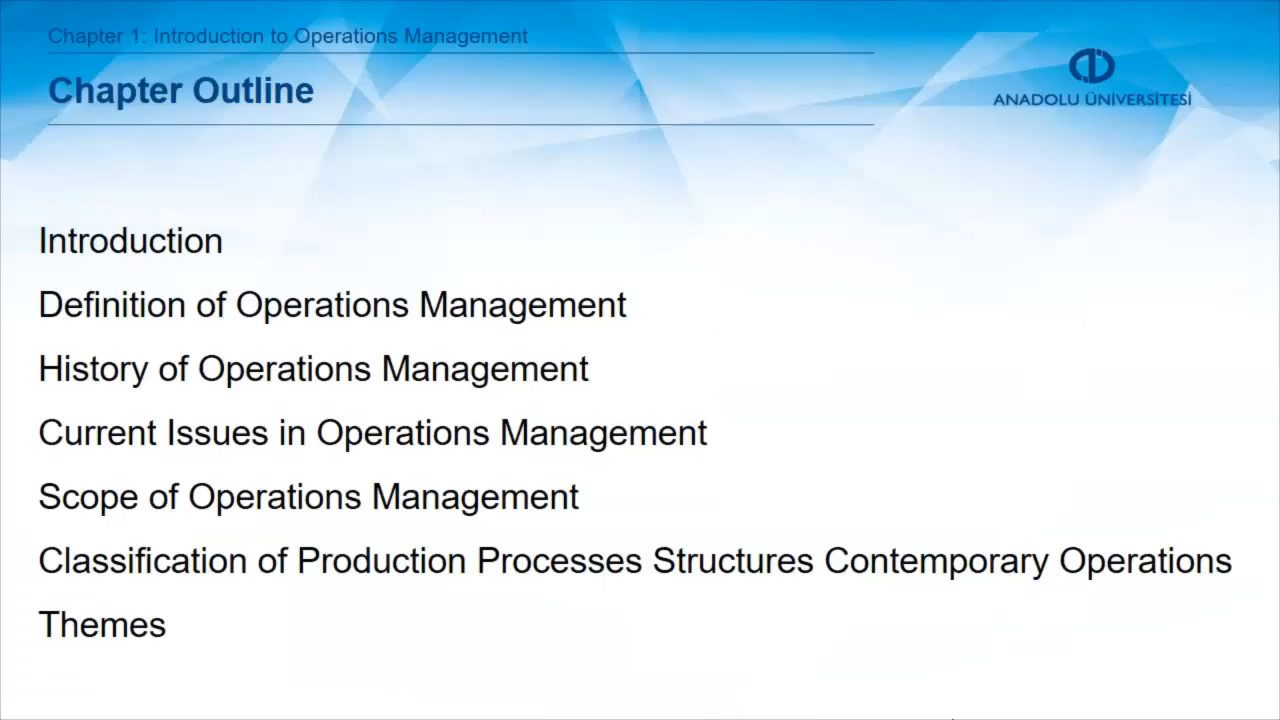 Chapter 1: Introduction to Operations Management
Chapter Outline
ANADOLU ÜNİVERSİTESİ
Introduction
Definition of Operations Management
History of Operations Management
Current Issues in Operations Management
Scope of Operations Management
Classification of Production Processes Structures Contemporary Operations
Themes